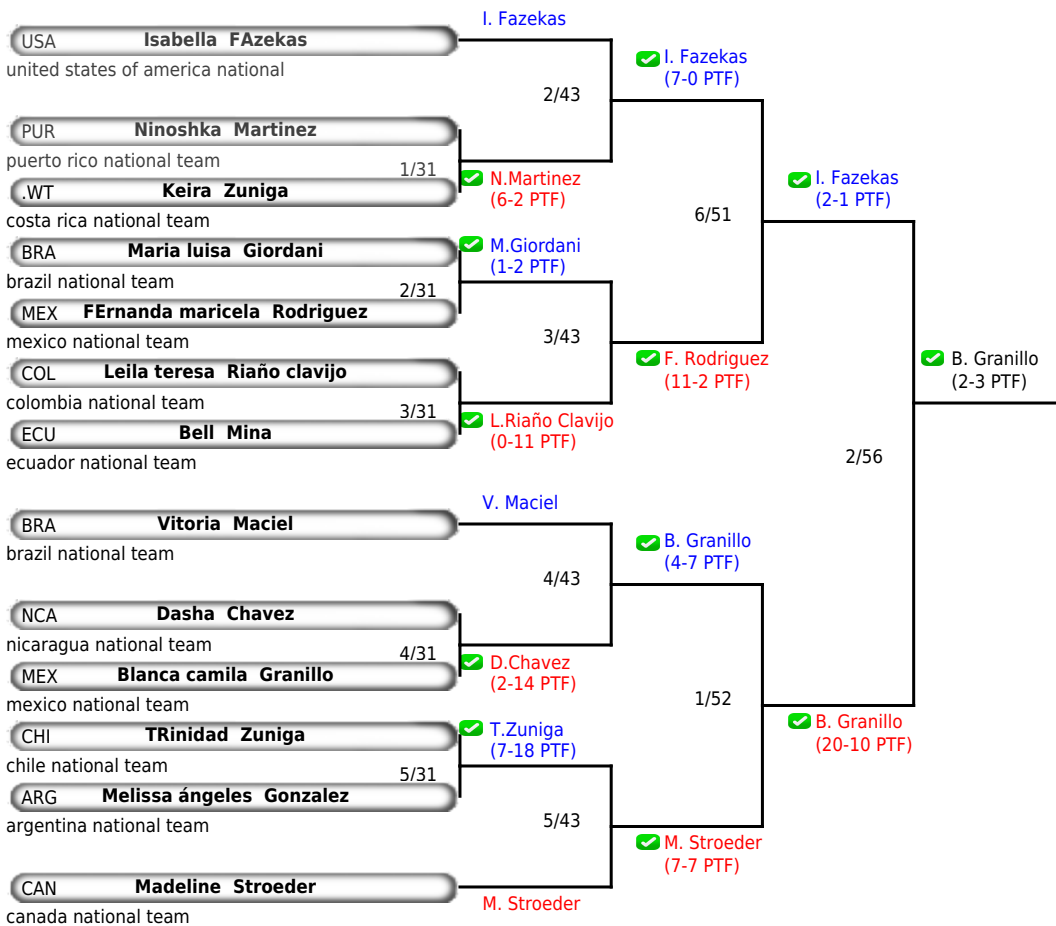 I. Fazekas
USA Isabella FAzekas
united states of america national
I. Fazekas
(7-0 PTF)
2/43
PUR Ninoshka Martinez
puerto rico national team
1/31
N.Martinez
(6-2 PTF)
.WT Keira Zuniga
costa rica national team
I. Fazekas
(2-1 PTF)
6/51
BRA Maria luisa Giordani
brazil national team
M.Giordani
(1-2 PTF)
2/31
MEX FErnanda maricela Rodriguez
mexico national team
3/43
F. Rodriguez
(11-2 PTF)
COL Leila teresa Riaño clavijo
colombia national team
3/31
L.Riaño Clavijo
(0-11 PTF)
ECU Bell Mina
ecuador national team
B. Granillo
(2-3 PTF)
2/56
V. Maciel
BRA Vitoria Maciel
brazil national team
B. Granillo
(4-7 PTF)
4/43
NCA Dasha Chavez
nicaragua national team
4/31
D.Chavez
(2-14 PTF)
MEX Blanca camila Granillo
mexico national team
1/52
B. Granillo
(20-10 PTF)
CHI TRinidad Zuniga
chile national team
T.Zuniga
(7-18 PTF)
5/31
ARG Melissa ángeles Gonzalez
argentina national team
5/43
M. Stroeder
(7-7 PTF)
CAN Madeline Stroeder
canada national team
M. Stroeder